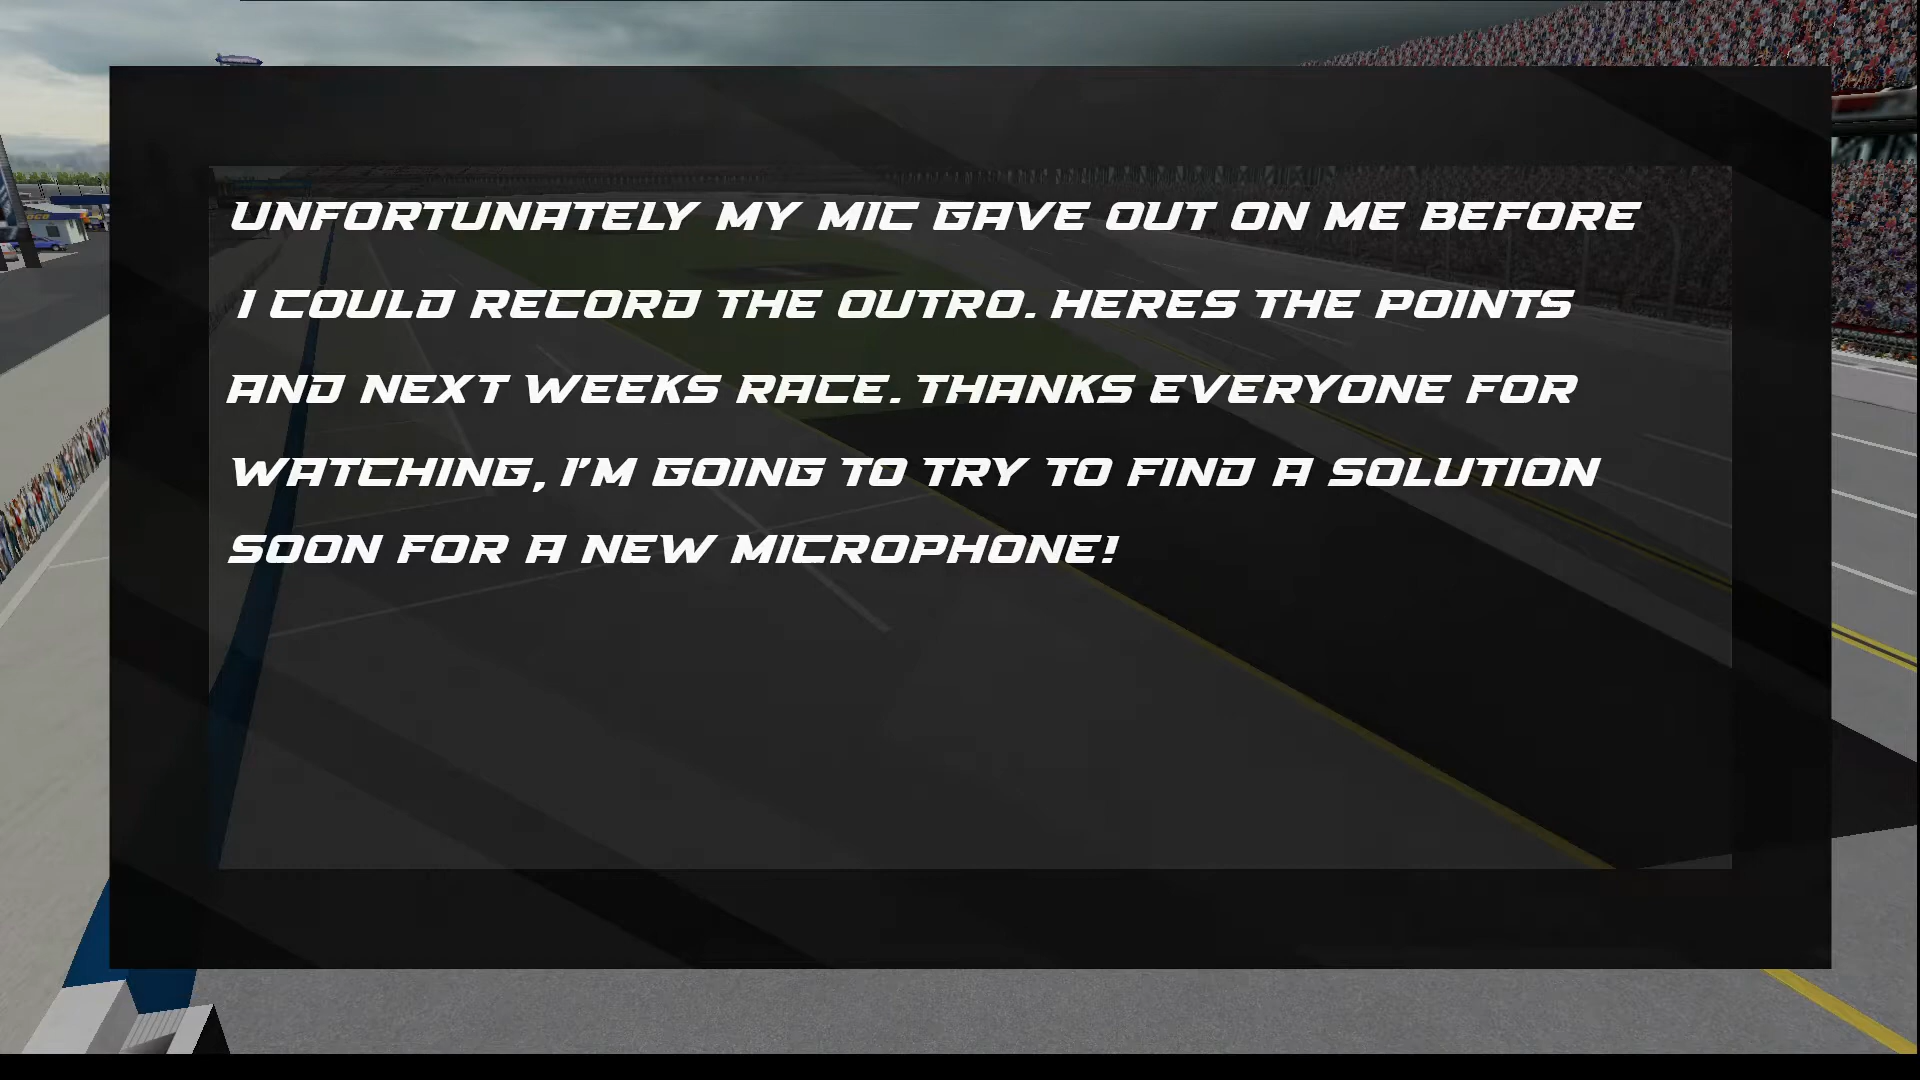 UNFORTUNATELY MY MIC GAVE OUT ON ME BEFORE
I COULD RECORD THE OUTRO. HERES THE POINTS
AND NEXT WEEKS RACE. THANKS EVERYONE FOR
WATCHING, I'M GOING TO TRY TO FIND A SOLUTION
SOON FOR A NEW MICROPHONE!